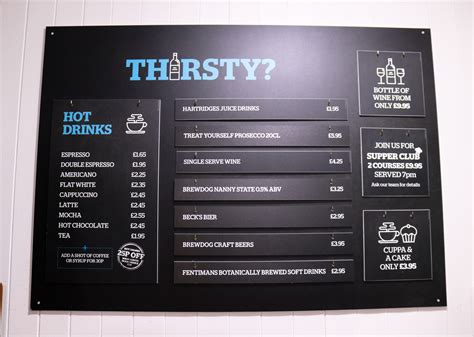 THIRSTY?
HOT
DRINKS
ESPRESSO £1.65
DOUBLE ESPRESSO £1.95
AMERICANO £2.25
FLAT WHITE £2.35
CAPPUCCINO £2.45
LATTE £2.45
MOCHA £2.55
HOT CHOCOLATE £2.55
TEA £1.95
ADD A SHOT OF COFFEE
OR SYRUP FOR 30P
25P OFF
HARTRIDGES JUICE DRINKS £1.95
TREAT YOURSELF PROSECCO 20CL £5.95
SINGLE SERVE WINE £4.25
BREWDOG NANNY STATE 0.5% ABV £3.25
BECK'S BIER £2.95
BREWDOG CRAFT BEERS £3.95
FENTIMANS BOTANICALLY BREWED SOFT DRINKS £2.95
BOTTLE OF
WINE FROM
ONLY £9.95
JOIN US FOR
SUPPER CLUB
2 COURSES £9.95
SERVED 7pm
Ask our team for details
CUPPA &
A CAKE
ONLY £3.95